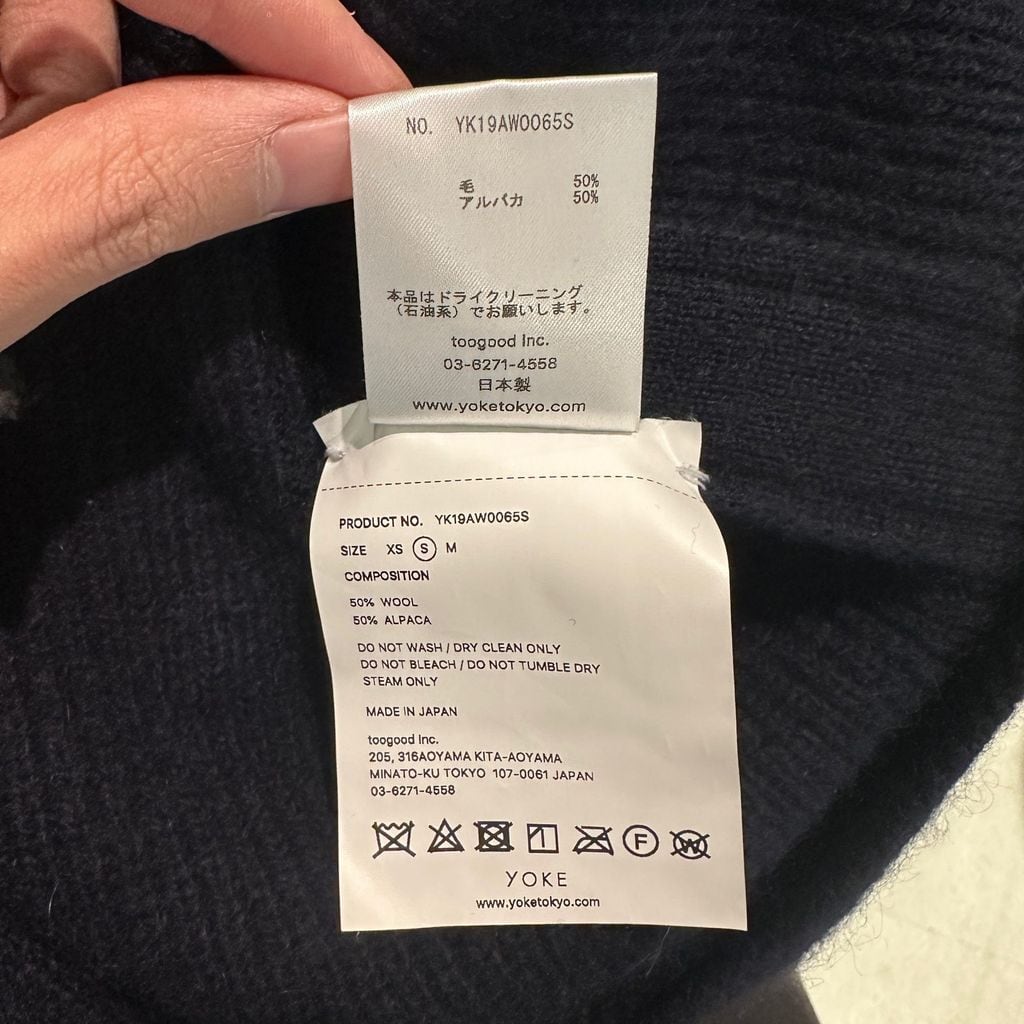 NO. YK19AW0065S
毛 50%
アルパカ 50%
本品はドライクリーニング
（石油系）でお願いします。
toogood Inc.
03-6271-4558
日本製
www.yoketokyo.com
PRODUCT NO. YK19AW0065S
SIZE XS S M
COMPOSITION
50% WOOL
50% ALPACA
DO NOT WASH / DRY CLEAN ONLY
DO NOT BLEACH / DO NOT TUMBLE DRY
STEAM ONLY
MADE IN JAPAN
toogood Inc.
205, 316AOYAMA KITA-AOYAMA
MINATO-KU TOKYO 107-0061 JAPAN
03-6271-4558
F W
YOKE
www.yoketokyo.com